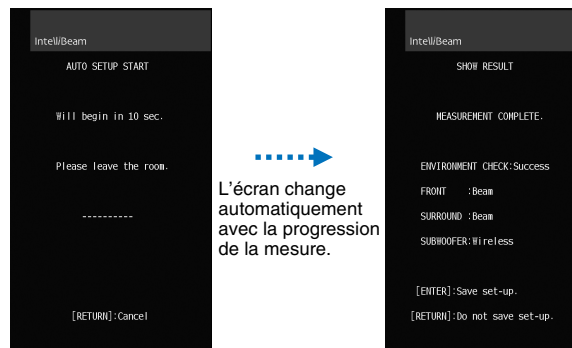 IntelliBeam
AUTO SETUP START
Will begin in 10 sec.
Please leave the room.
----------
[RETURN]:Cancel
L'écran change
automatiquement
avec la progression
de la mesure.
IntelliBeam
SHOW RESULT
MEASUREMENT COMPLETE.
ENVIRONMENT CHECK:Success
FRONT :Beam
SURROUND :Beam
SUBWOOFER:Wireless
[ENTER]:Save set-up.
[RETURN]:Do not save set-up.